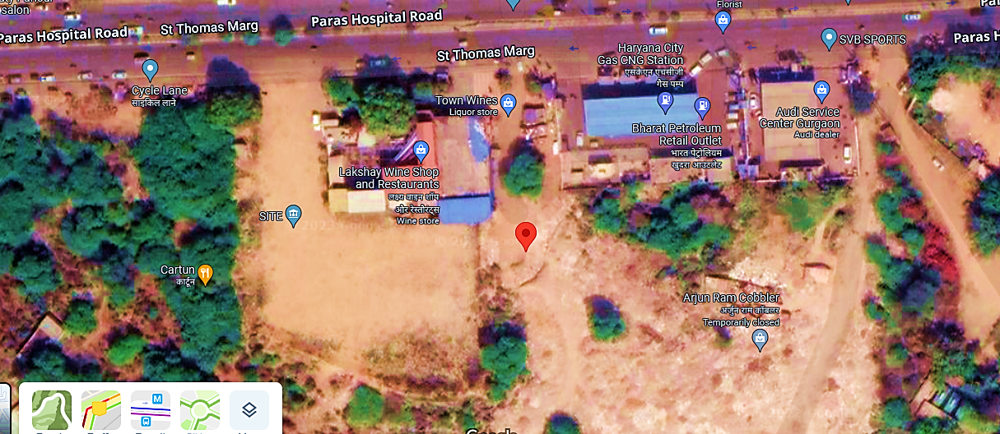 salon
Paras Hospital Road
St Thomas Marg
Paras Hospital Road
Florist
St Thomas Marg
SVB SPORTS
Paras H
Haryana City
Gas CNG Station
एसकेएन एचसीजी
गैस पम्प
Cycle Lane
साइकिल लाने
Town Wines
Liquor store
Audi Service
Center Gurgaon
Audi dealer
Bharat Petroleum
Retail Outlet
भारत पेट्रोलियम
खुदरा आउटलेट
Lakshay Wine Shop
and Restaurants
लक्ष्य वाइन शॉप
और रेस्तोरंट्स
Wine store
SITE
Cartun
कार्टून
Arjun Ram Cobbler
अर्जुन राम कॉबलर
Temporarily closed
M